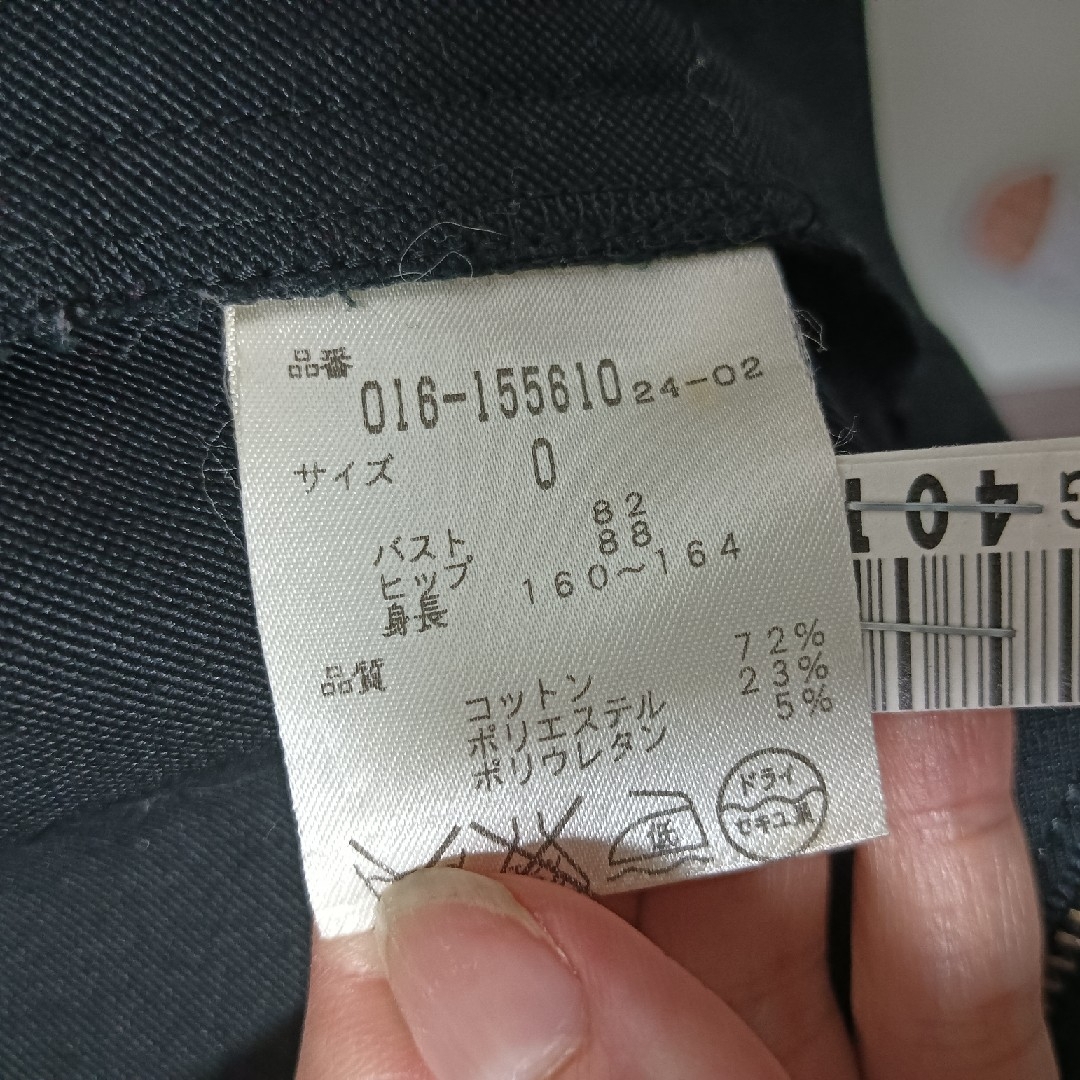 品番
016-155610 24-02
サイズ 0
バスト 82
ヒップ 88
身長 160~164
品質
コットン 72%
ポリエステル 23%
ポリウレタン 5%
低
ドライ
セキユ系
401